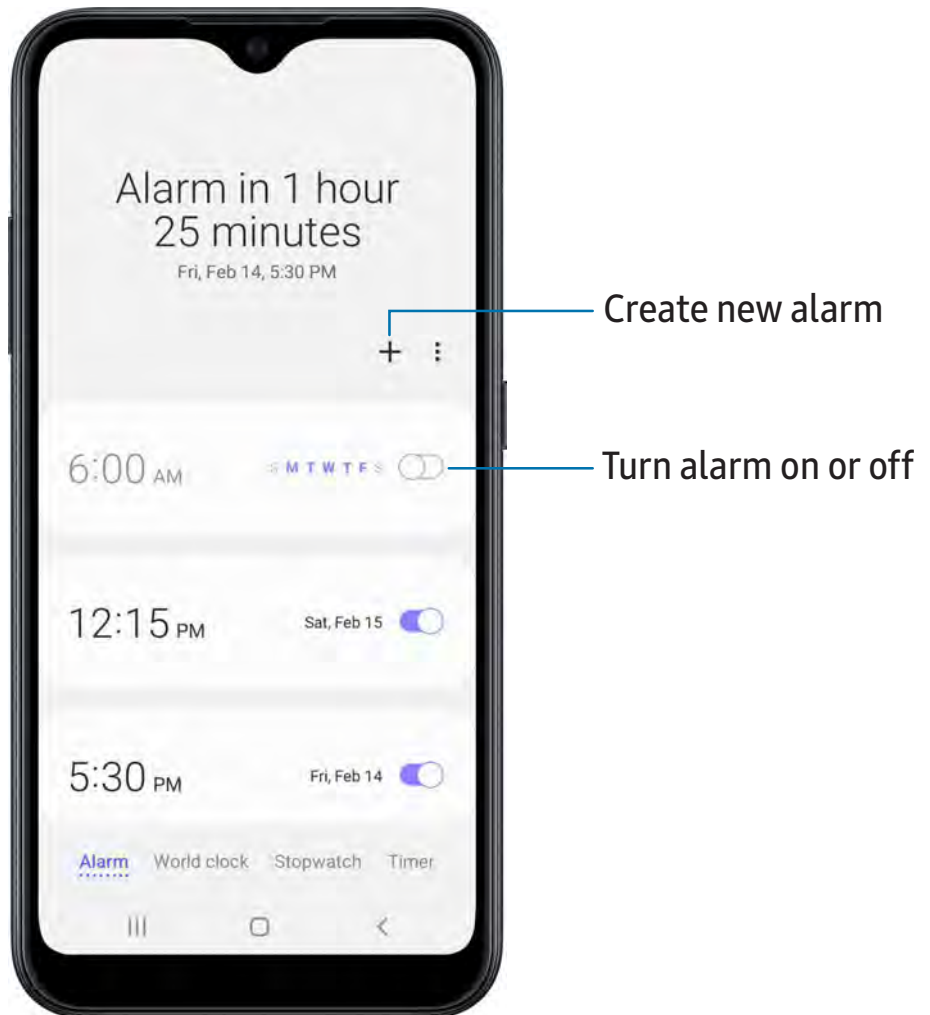 Alarm in 1 hour
25 minutes
Fri, Feb 14, 5:30 PM
Create new alarm
6:00 AM S M T W T F S
Turn alarm on or off
12:15 PM Sat, Feb 15
5:30 PM Fri, Feb 14
Alarm World clock Stopwatch Timer